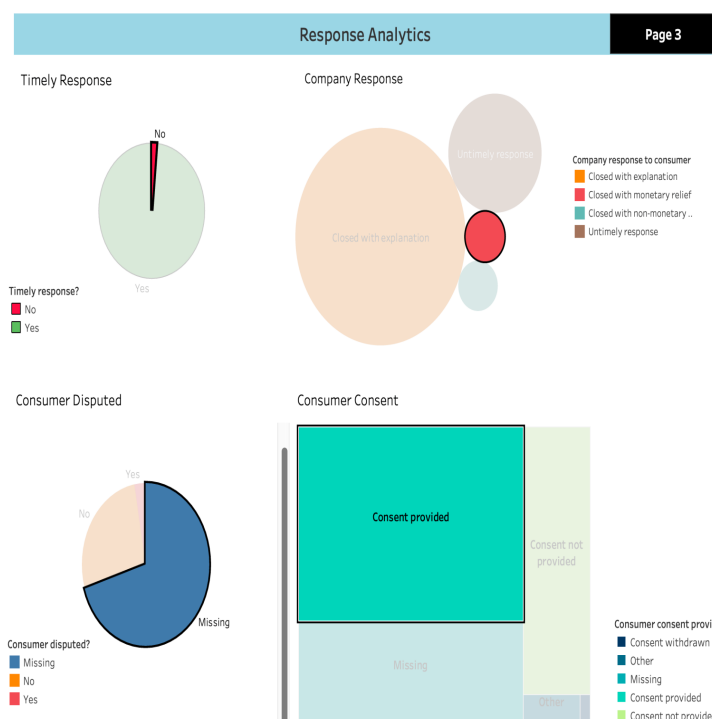 Response Analytics
Page 3
Timely Response
Company Response
No
Yes
Timely response?
No
Yes
Untimely response
Closed with explanation
Company response to consumer
Closed with explanation
Closed with monetary relief
Closed with non-monetary ..
Untimely response
Consumer Disputed
Consumer Consent
Yes
No
Missing
Consumer disputed?
Missing
No
Yes
Consent provided
Consent not
provided
Missing
Other
Consumer consent provi
Consent withdrawn
Other
Missing
Consent provided
Consent not provide